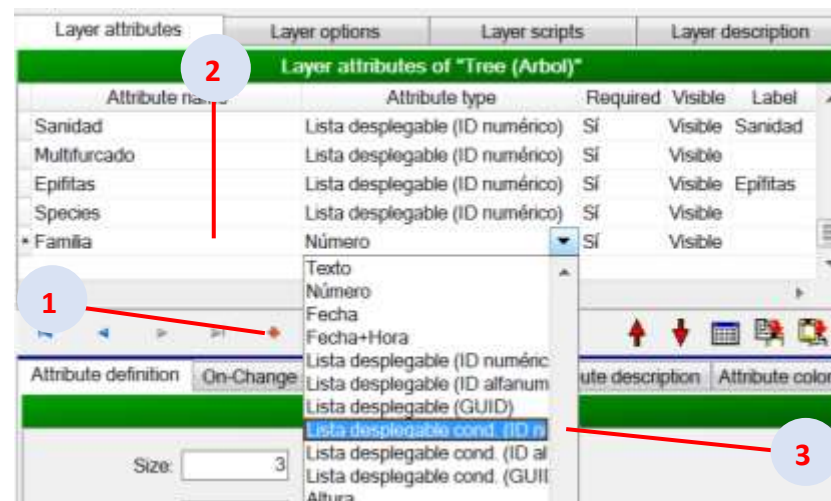 Layer attributes Layer options Layer scripts Layer description
2
Layer attributes of "Tree (Arbol)"
Attribute Attribute type Required Visible Label
Sanidad Lista desplegable (ID numérico) Sí Visible Sanidad
Multifurcado Lista desplegable (ID numérico) Sí Visible
Epifitas Lista desplegable (ID numérico) Sí Visible Epífitas
Species Lista desplegable (ID numérico) Sí Visible
Familia Número Sí Visible
Texto
Número
1
Fecha
Fecha+Hora
Lista desplegable (ID numéric
Attribute definition On-Change Lista desplegable (ID alfanum ute description Attribute color
Lista desplegable (GUID)
Lista desplegable cond. (ID n
3
Size: 3 Lista desplegable cond. (ID al
Lista desplegable cond. (GUI
Altura